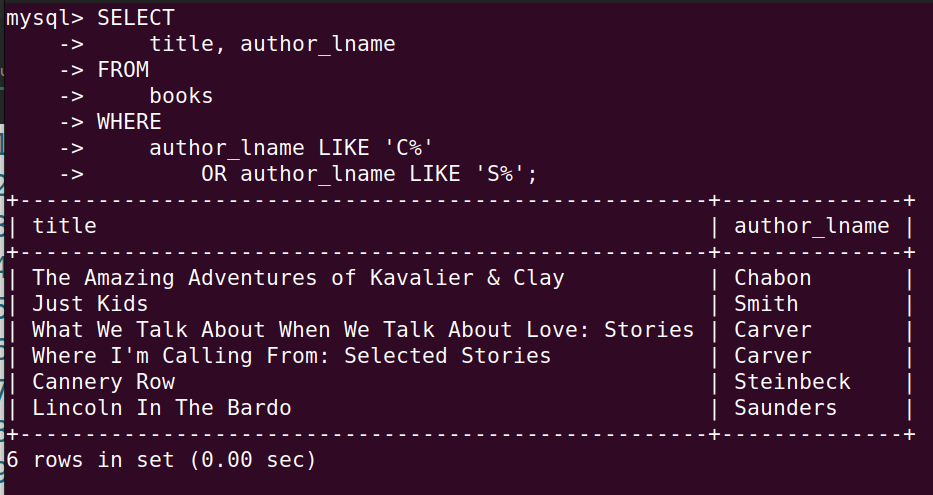 mysql> SELECT
    ->     title, author_lname
    -> FROM
    ->     books
    -> WHERE
    ->     author_lname LIKE 'C%'
    ->         OR author_lname LIKE 'S%';
+-----------------------------------------------------+--------------+
| title                                               | author_lname |
+-----------------------------------------------------+--------------+
| The Amazing Adventures of Kavalier & Clay           | Chabon       |
| Just Kids                                           | Smith        |
| What We Talk About When We Talk About Love: Stories | Carver       |
| Where I'm Calling From: Selected Stories            | Carver       |
| Cannery Row                                         | Steinbeck    |
| Lincoln In The Bardo                                | Saunders     |
+-----------------------------------------------------+--------------+
6 rows in set (0.00 sec)